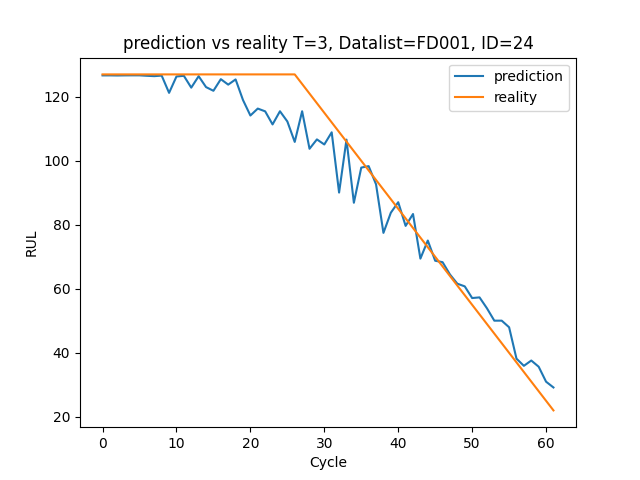 prediction vs reality T=3, Datalist=FD001, ID=24
prediction
reality
120
100
80
60
40
20
RUL
0 10 20 30 40 50 60
Cycle